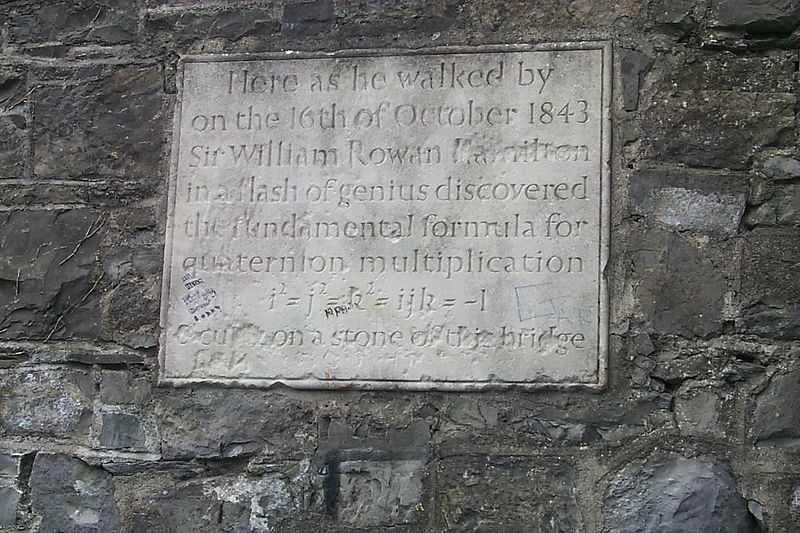 Here as he walked by
on the 16th of October 1843
Sir William Rowan Hamilton
in a flash of genius discovered
the fundamental formula for
quaternion multiplication
i² = j² = k² = ijk = -1
& cut it on a stone of this bridge